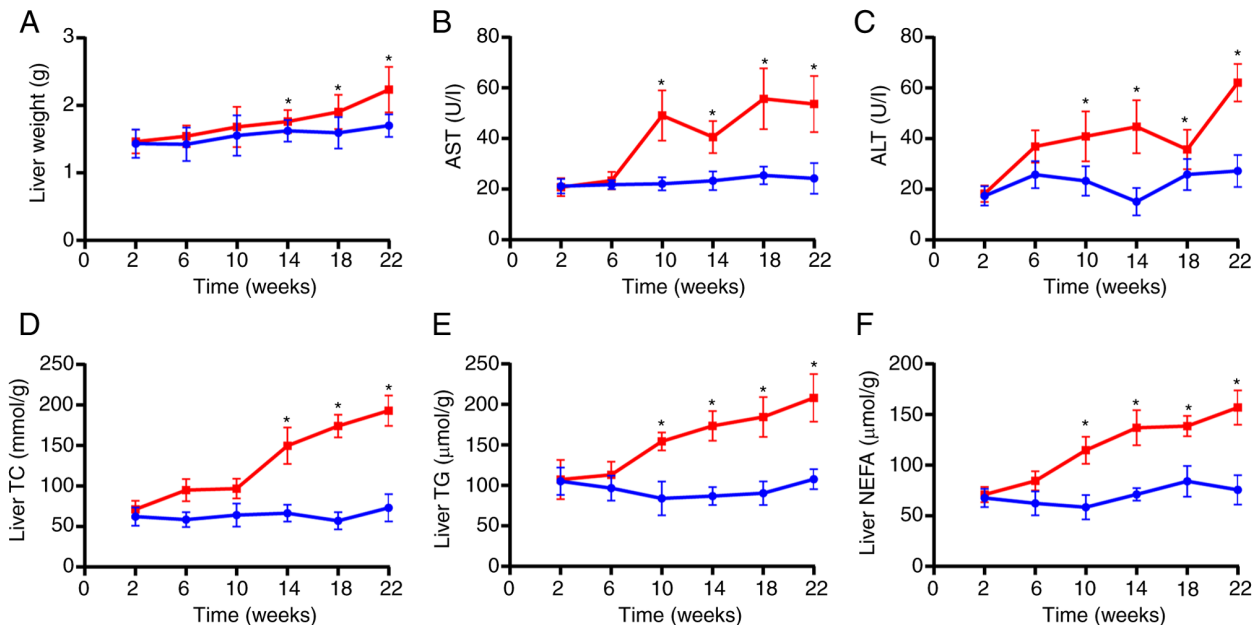 A
B
C
3
2
1
0
Liver weight (g)
* * *
0 2 6 10 14 18 22
Time (weeks)
80
60
40
20
0
AST (U/l)
* * * *
0 2 6 10 14 18 22
Time (weeks)
80
60
40
20
0
ALT (U/l)
* * * * *
0 2 6 10 14 18 22
Time (weeks)
D
E
F
250
200
150
100
50
0
Liver TC (mmol/g)
* * *
0 2 6 10 14 18 22
Time (weeks)
250
200
150
100
50
0
Liver TG (μmol/g)
* * * *
0 2 6 10 14 18 22
Time (weeks)
200
150
100
50
0
Liver NEFA (μmol/g)
* * * *
0 2 6 10 14 18 22
Time (weeks)